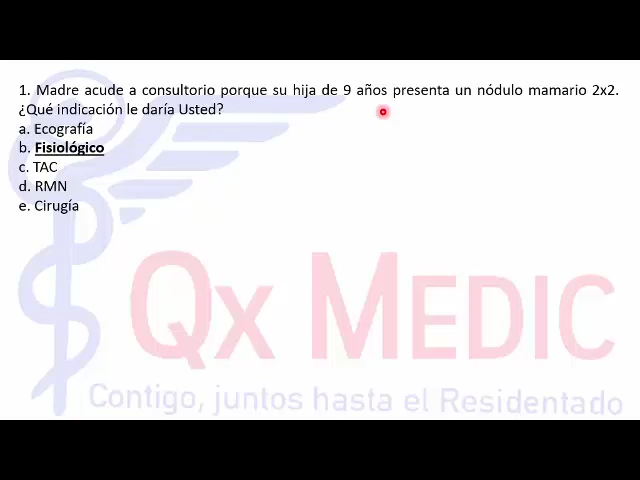 1. Madre acude a consultorio porque su hija de 9 años presenta un nódulo mamario 2x2.
¿Qué indicación le daría Usted?
a. Ecografía
b. Fisiológico
c. TAC
d. RMN
e. Cirugía
Qx MEDIC
Contigo, juntos hasta el Residentado